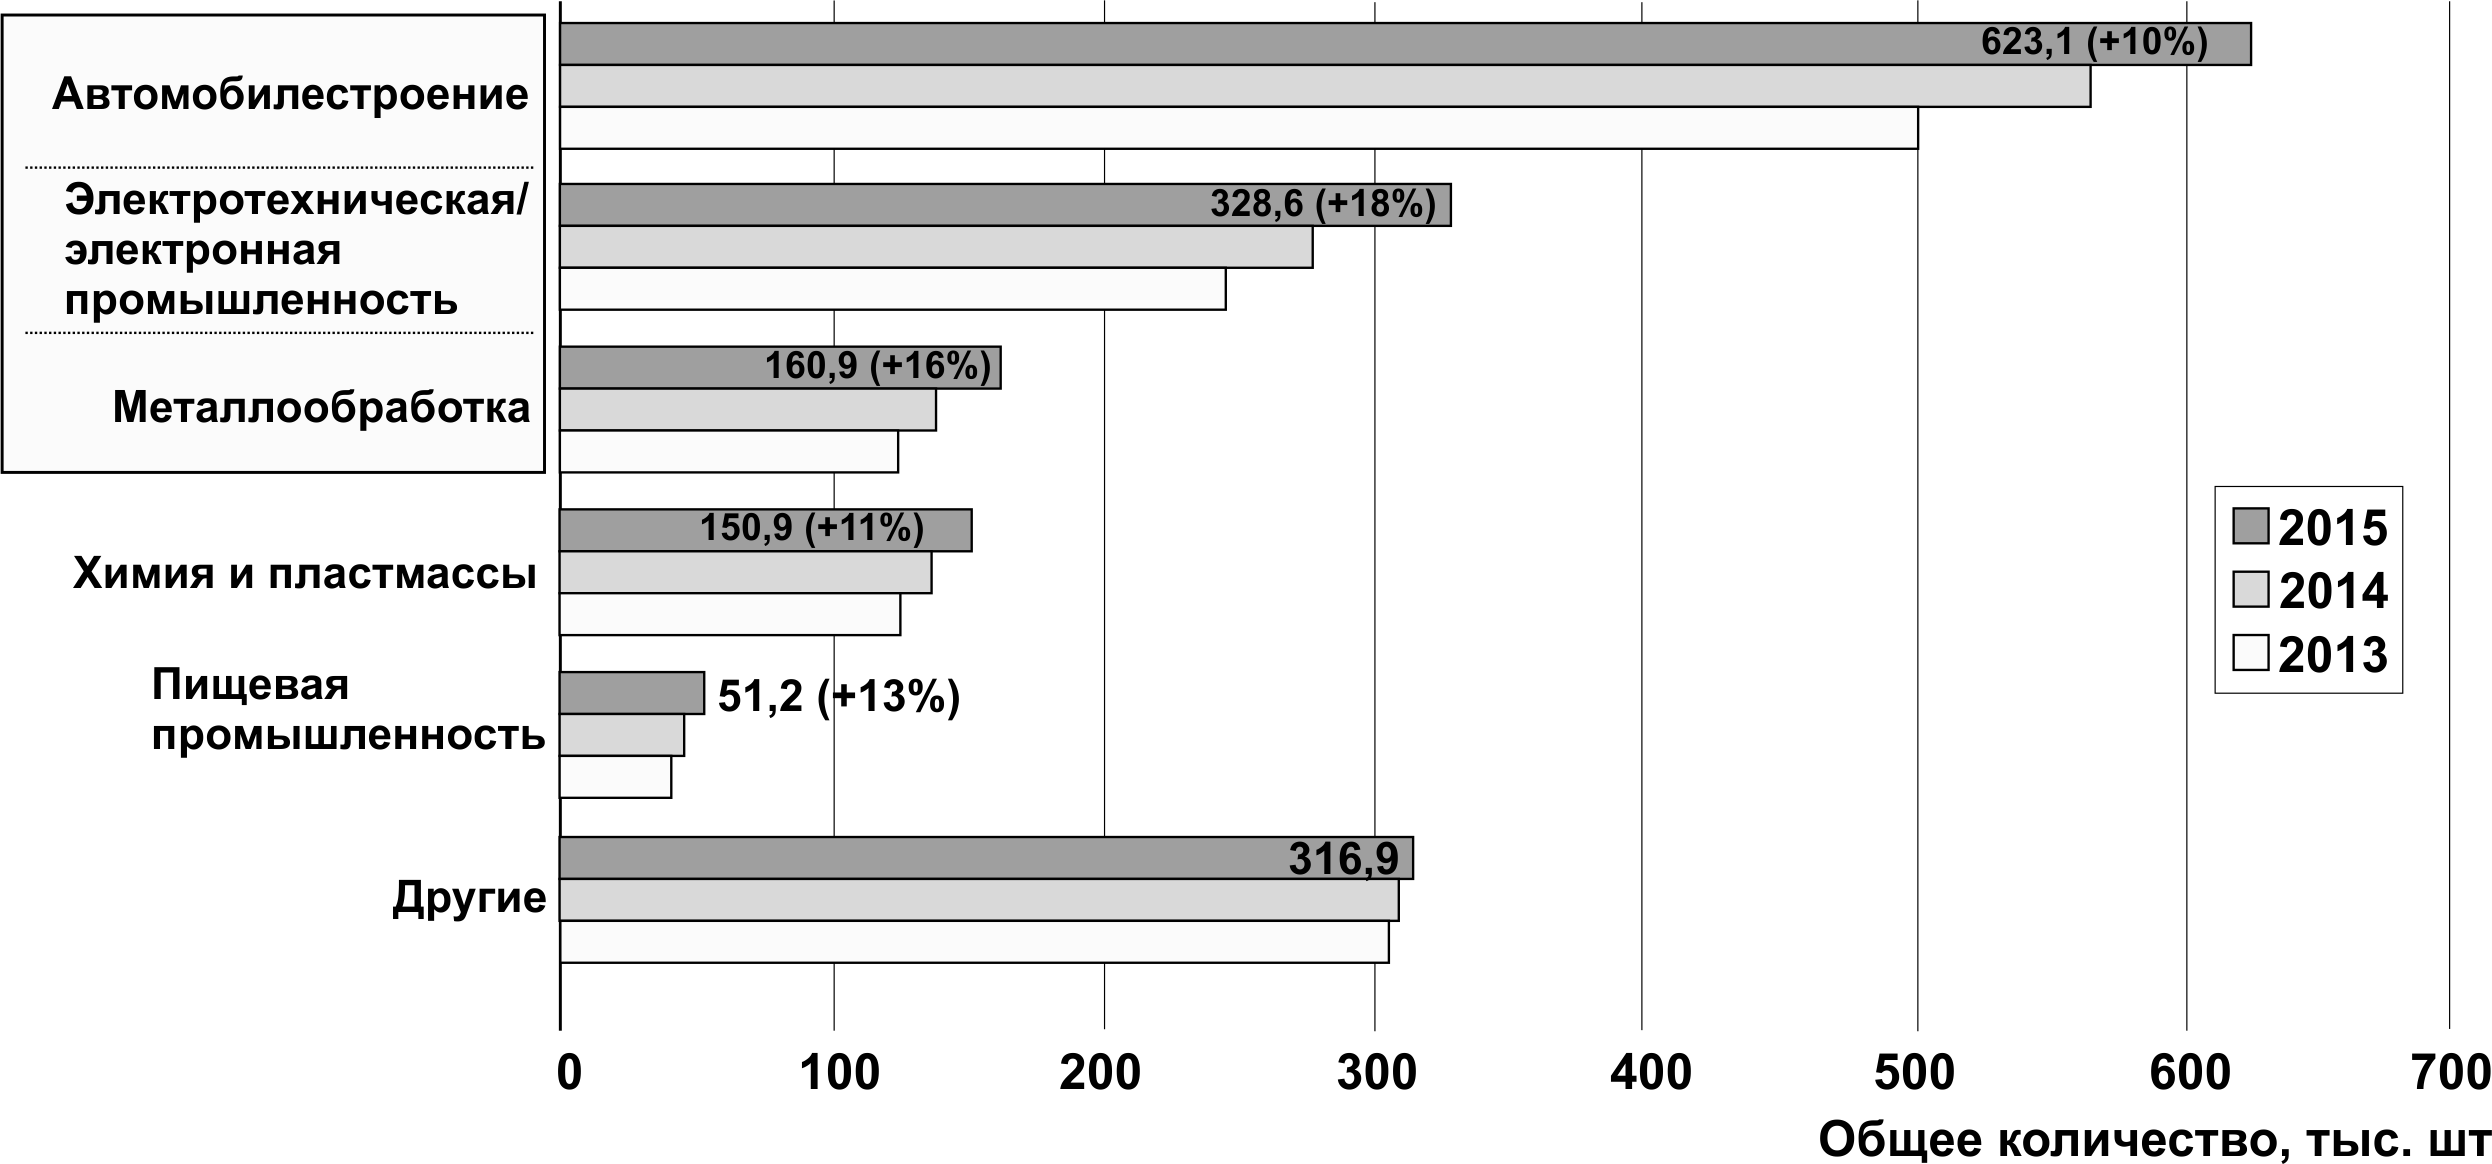 Автомобилестроение
623,1 (+10%)
Электротехническая/
электронная
промышленность
328,6 (+18%)
Металлообработка
160,9 (+16%)
Химия и пластмассы
150,9 (+11%)
Пищевая
промышленность
51,2 (+13%)
Другие
316,9
2015
2014
2013
0 100 200 300 400 500 600 700
Общее количество, тыс. шт